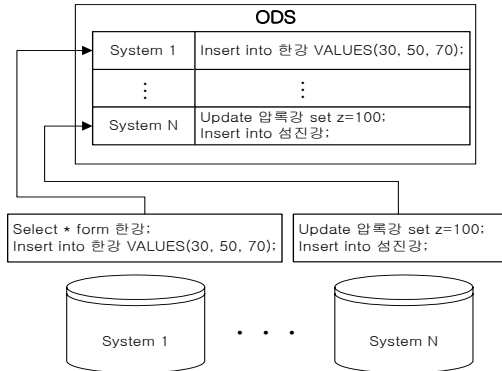 ODS
System 1
Insert into 한강 VALUES(30, 50, 70);
System N
Update 압록강 set z=100;
Insert into 섬진강;
Select * form 한강;
Insert into 한강 VALUES(30, 50, 70);
Update 압록강 set z=100;
Insert into 섬진강;
System 1
System N